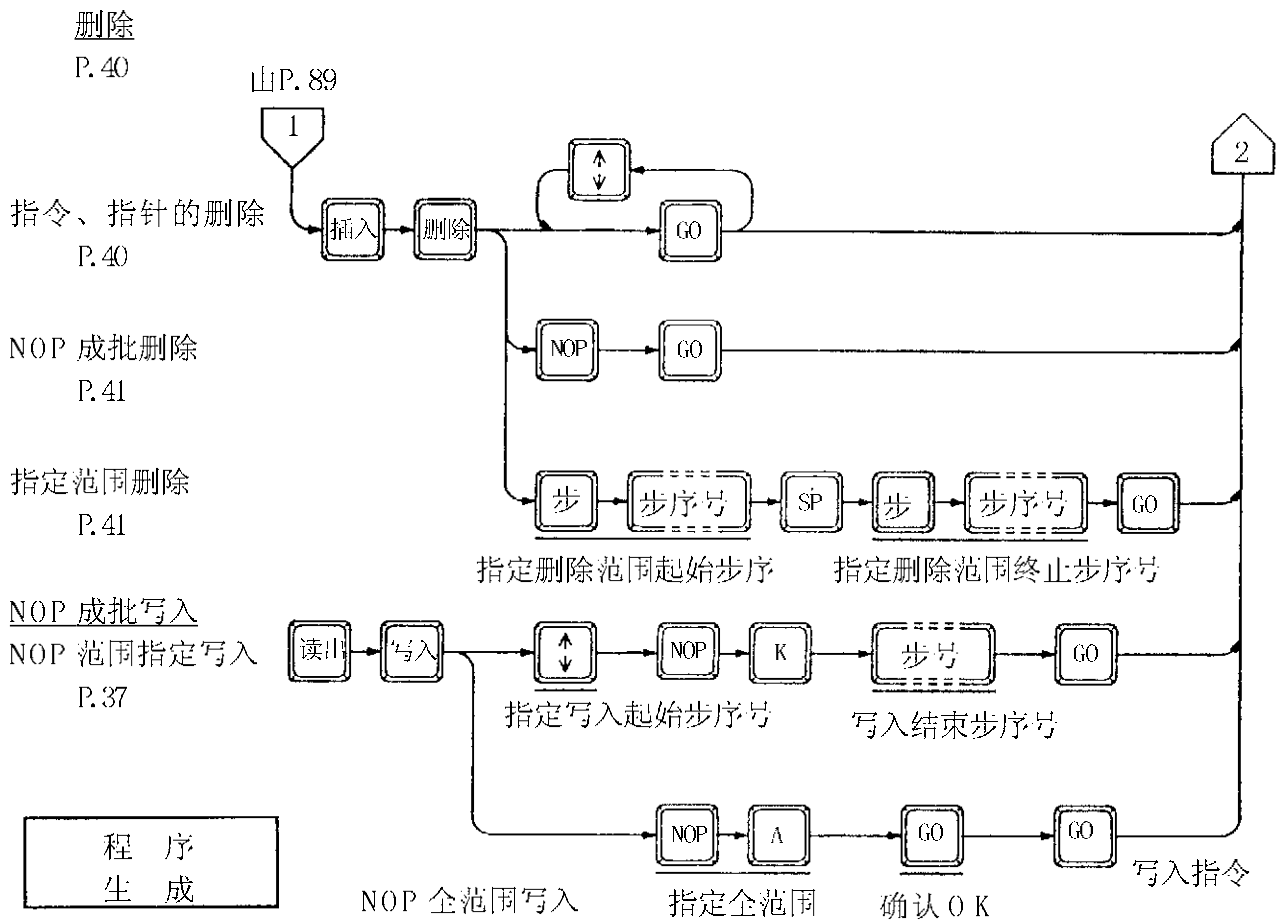 删除
P.40
山P.89
1
2
指令、指针的删除
P.40
插入 删除 GO
NOP 成批删除
P.41
NOP GO
指定范围删除
P.41
步 步序号 SP 步 步序号 GO
指定删除范围起始步序 指定删除范围终止步序号
NOP 成批写入
NOP 范围指定写入
P.37
读出 写入 NOP K 步号 GO
指定写入起始步序号 写入结束步序号
程 序
生 成
NOP A GO GO
写入指令
NOP 企范围写入 指定企范围 确认OK